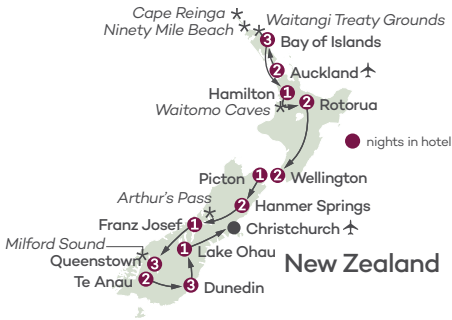 Cape Reinga
Waitangi Treaty Grounds
Ninety Mile Beach
3 Bay of Islands
2 Auckland
Hamilton 1
2 Rotorua
Waitomo Caves
nights in hotel
Picton 1 2 Wellington
Arthur's Pass
2 Hanmer Springs
Franz Josef 1
Christchurch
Milford Sound
1 Lake Ohau
Queenstown 3
New Zealand
Te Anau 2
3 Dunedin